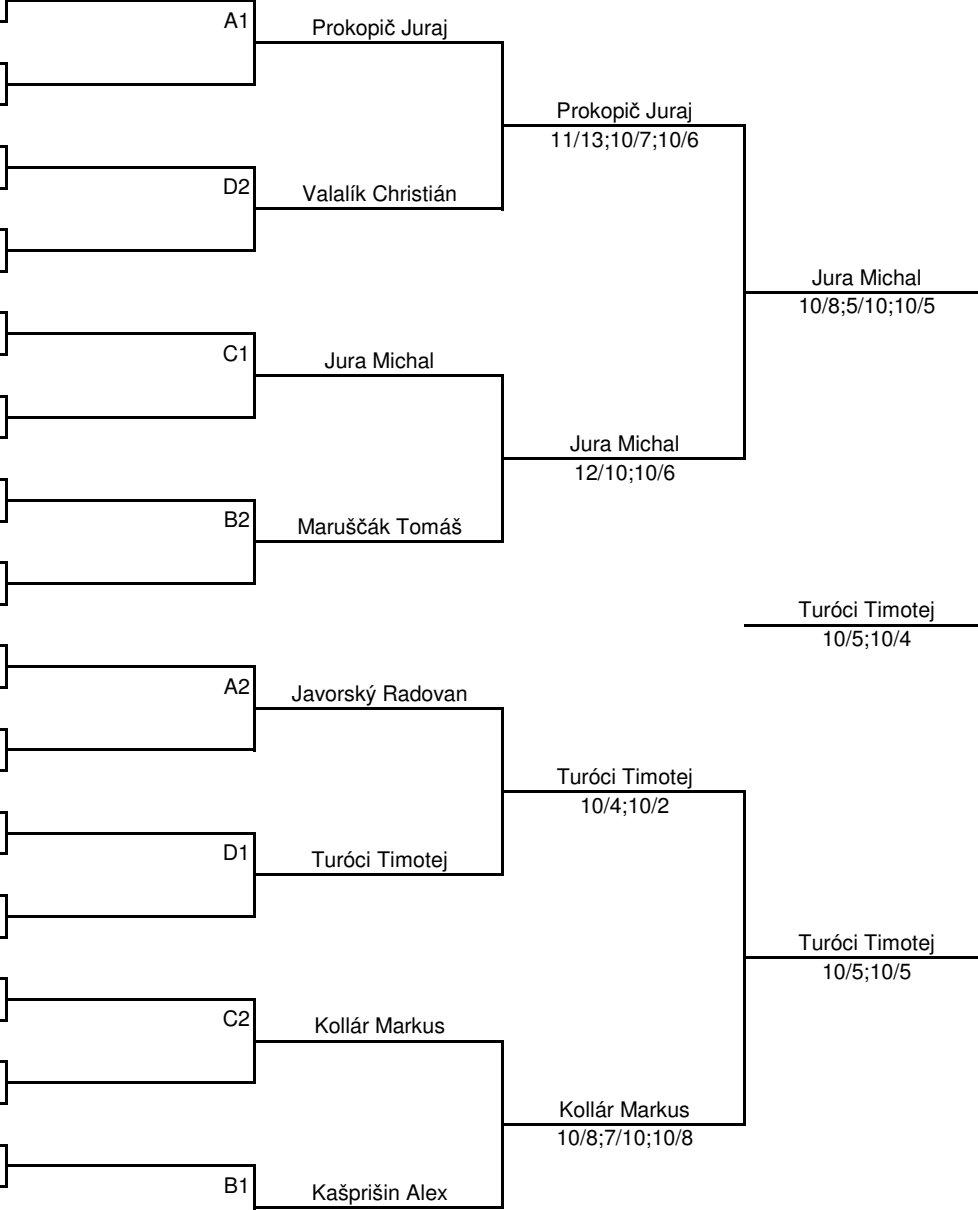 A1
Prokopič Juraj
Prokopič Juraj
11/13;10/7;10/6
D2
Valalík Christián
Jura Michal
10/8;5/10;10/5
C1
Jura Michal
Jura Michal
12/10;10/6
B2
Maruščák Tomáš
Turóci Timotej
10/5;10/4
A2
Javorský Radovan
Turóci Timotej
10/4;10/2
D1
Turóci Timotej
Turóci Timotej
10/5;10/5
C2
Kollár Markus
Kollár Markus
10/8;7/10;10/8
B1
Kašprišin Alex